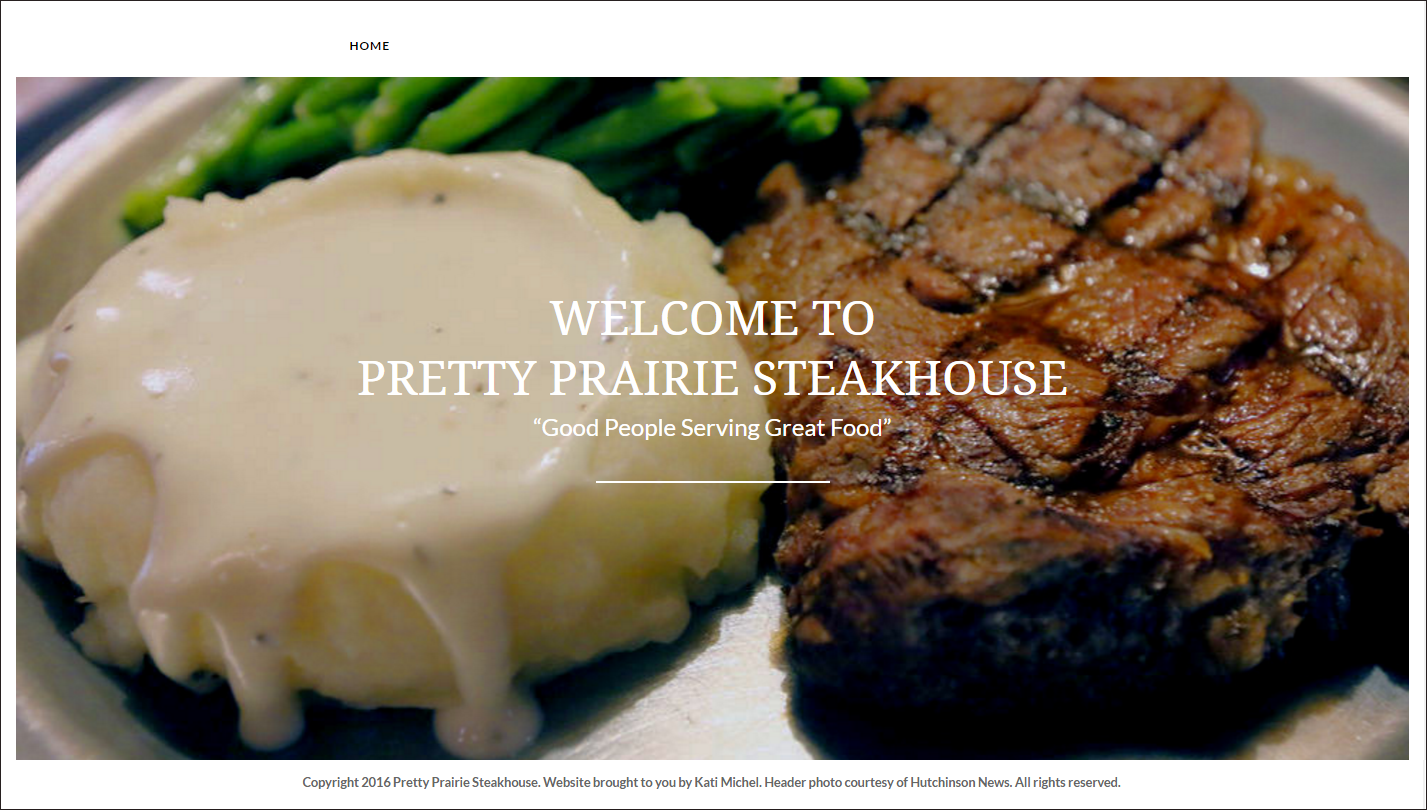 HOME
WELCOME TO
PRETTY PRAIRIE STEAKHOUSE
“Good People Serving Great Food”
Copyright 2016 Pretty Prairie Steakhouse. Website brought to you by Kati Michel. Header photo courtesy of Hutchinson News. All rights reserved.